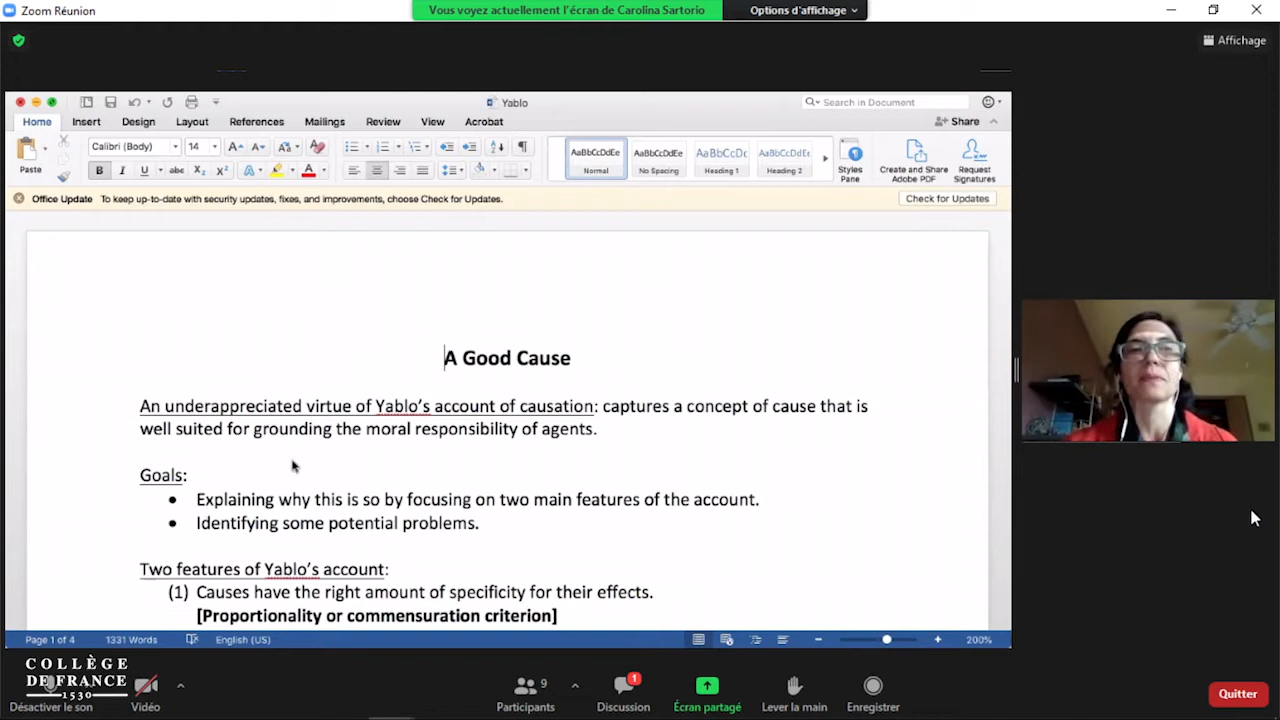 Zoom Réunion
Vous voyez actuellement l'écran de Carolina Sartorio
Options d'affichage
Affichage
Yablo
Search in Document
Home Insert Design Layout References Mailings Review View Acrobat
Share
Calibri (Body) 14
Paste
B I U abc X₂ X²
AaBbCcDdEe AaBbCcDdEe AaBbCcDc AaBbCcDdEe
Normal No Spacing Heading 1 Heading 2
Styles Pane
Create and Share Adobe PDF
Request Signatures
Office Update To keep up-to-date with security updates, fixes, and improvements, choose Check for Updates.
Check for Updates
A Good Cause
An underappreciated virtue of Yablo's account of causation: captures a concept of cause that is
well suited for grounding the moral responsibility of agents.
Goals:
• Explaining why this is so by focusing on two main features of the account.
• Identifying some potential problems.
Two features of Yablo's account:
(1) Causes have the right amount of specificity for their effects.
[Proportionality or commensuration criterion]
Page 1 of 4 1331 Words English (US) 200%
COLLÈGE
DE FRANCE
1530
Désactiver le son
Vidéo
9
Participants
1
Discussion
Écran partagé
Lever la main
Enregistrer
Quitter